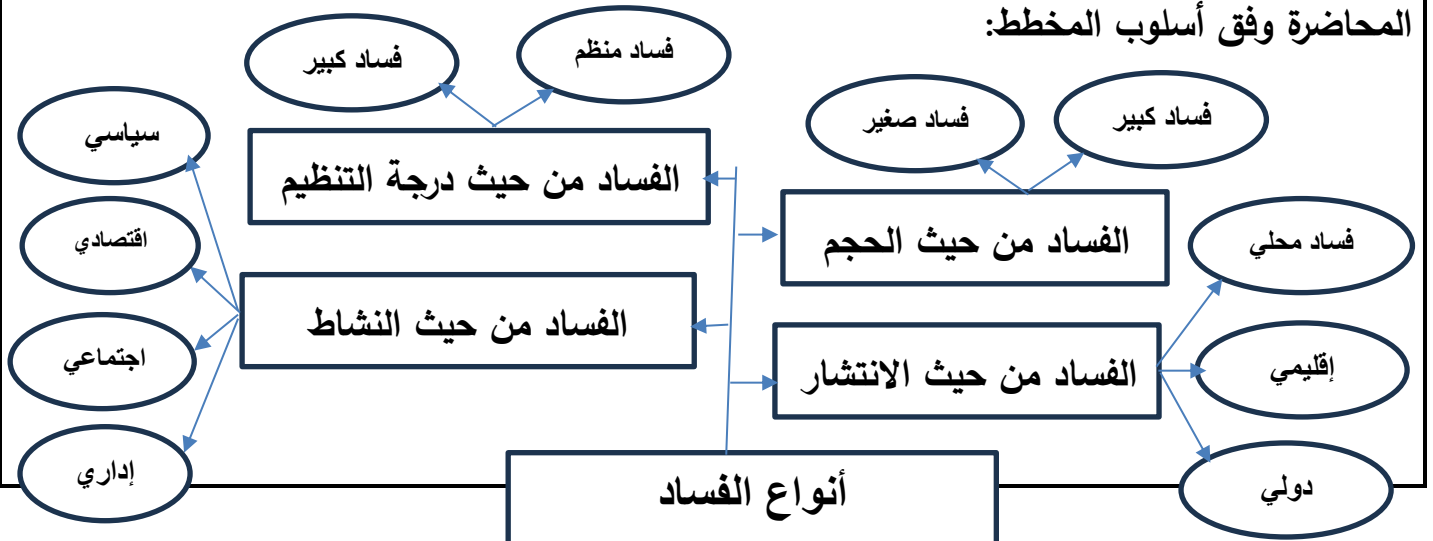 المحاضرة وفق أسلوب المخطط:
فساد منظم
فساد كبير
فساد كبير
فساد صغير
سياسي
الفساد من حيث درجة التنظيم
الفساد من حيث الحجم
فساد محلي
اقتصادي
الفساد من حيث النشاط
اجتماعي
الفساد من حيث الانتشار
إقليمي
إداري
أنواع الفساد
دولي